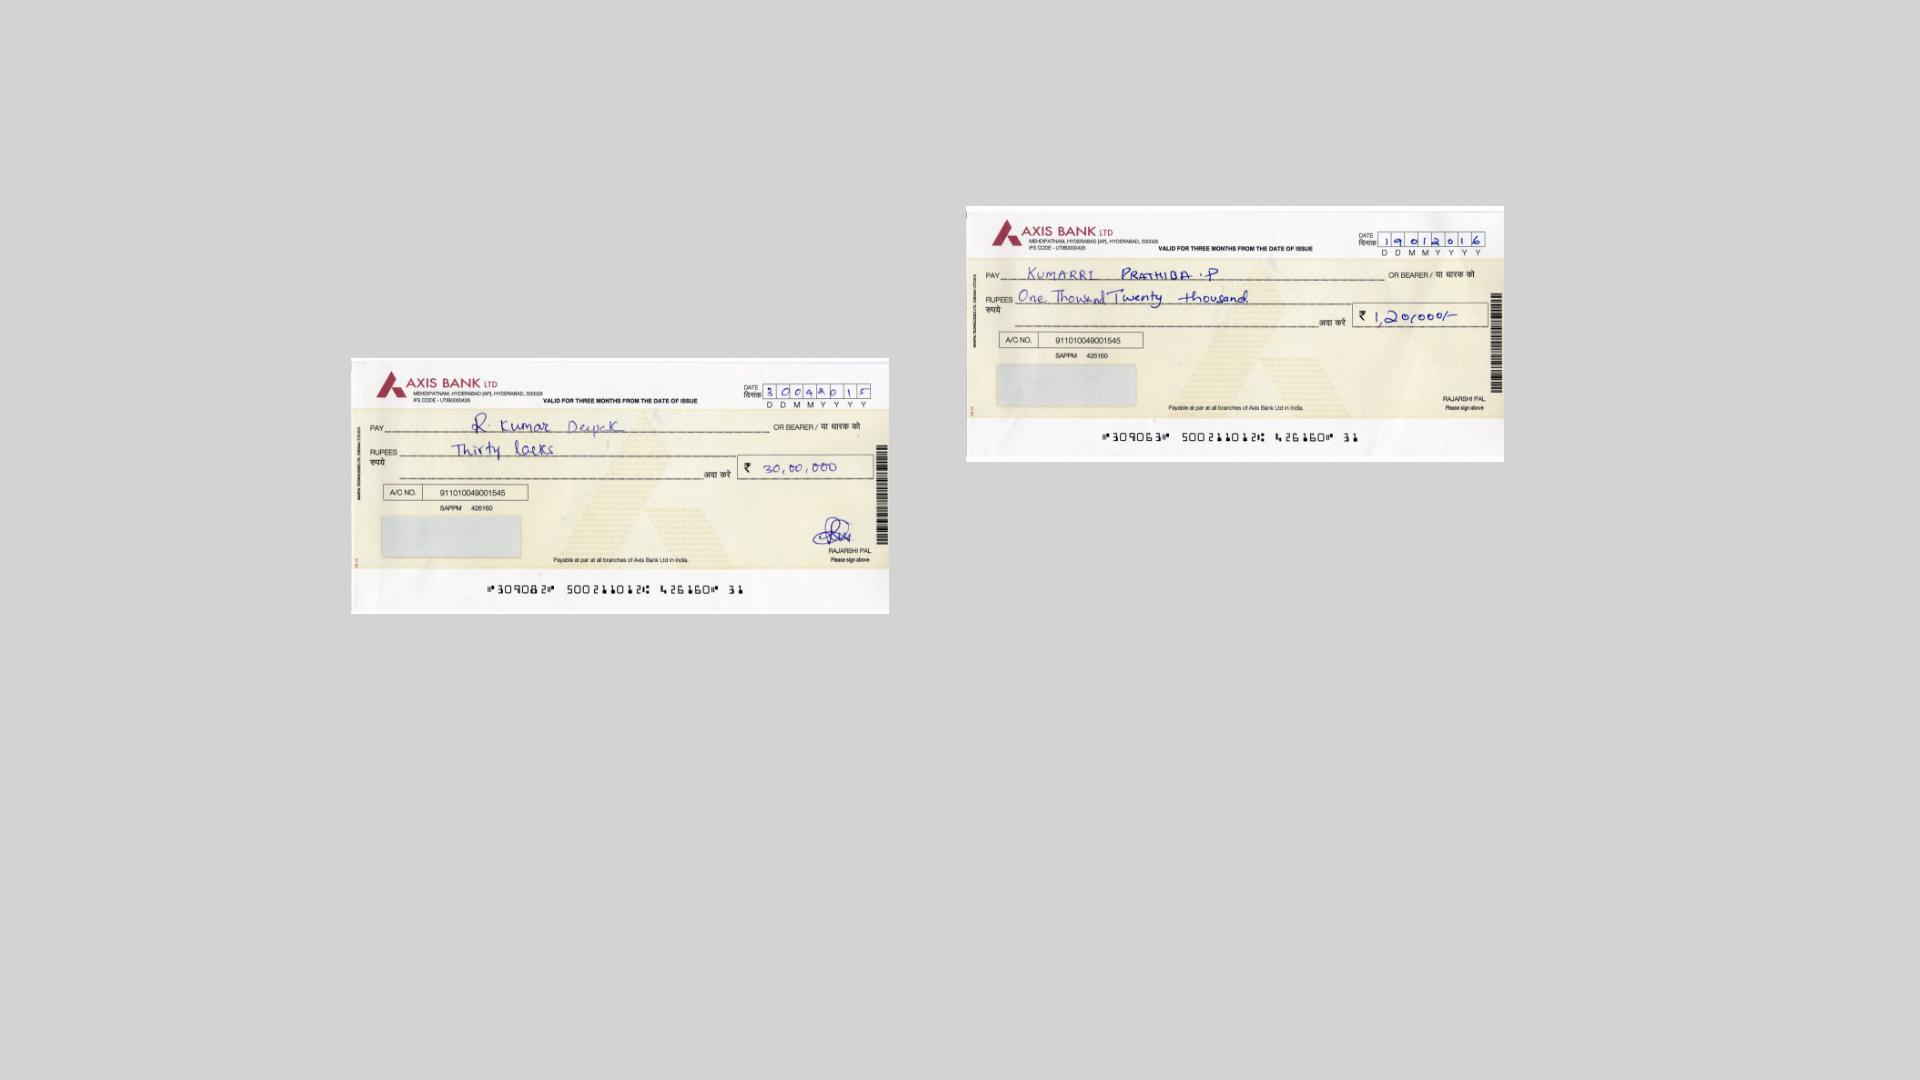 AXIS BANK LTD
MEHDIPATNAM, HYDERABAD [AP], HYDERABAD, 500028
IFS CODE - UTIB0000426
VALID FOR THREE MONTHS FROM THE DATE OF ISSUE
DATE
दिनांक 3 0 0 4 2 0 1 5
D D M M Y Y Y Y
PAY R. Kumar Deepak OR BEARER / या धारक को
RUPEES Thirty lacks
रुपये
अदा करें ₹ 30,00,000
A/C NO. 911010049001545
SAPPM 426160
RAJARSHI PAL
Please sign above
Payable at par at all branches of Axis Bank Ltd in India.
⑈309082⑈ 500211012⑆ 426160⑈ 31
AXIS BANK LTD
MEHDIPATNAM, HYDERABAD [AP], HYDERABAD, 500028
IFS CODE - UTIB0000426
VALID FOR THREE MONTHS FROM THE DATE OF ISSUE
DATE
दिनांक 1 9 0 1 2 0 1 6
D D M M Y Y Y Y
PAY KUMARRI PRATHIBA .P OR BEARER / या धारक को
RUPEES One Thousand Twenty thousand
रुपये
अदा करें ₹ 1,20,000/-
A/C NO. 911010049001545
SAPPM 426160
RAJARSHI PAL
Please sign above
Payable at par at all branches of Axis Bank Ltd in India.
⑈309063⑈ 500211012⑆ 426160⑈ 31